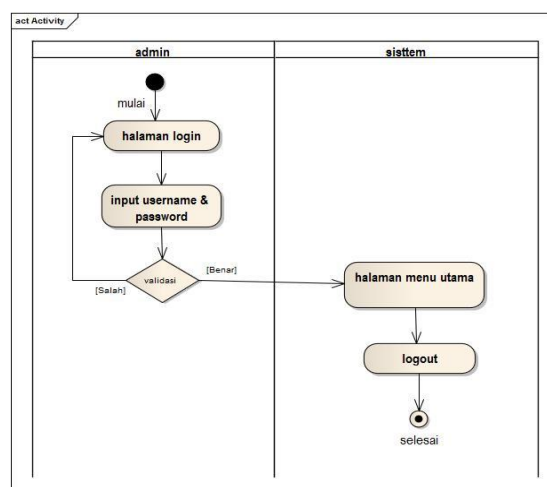 act Activity
admin
sisttem
mulai
halaman login
input username &
password
validasi
[Benar]
[Salah]
halaman menu utama
logout
selesai